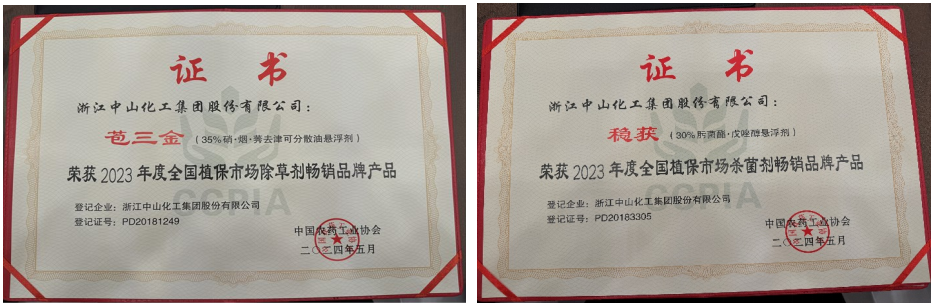 证 书
浙江中山化工集团股份有限公司：
苞三金（35%硝·烟·莠去津可分散油悬浮剂）
荣获 2023 年度全国植保市场除草剂畅销品牌产品
CCPIA
登记企业：浙江中山化工集团股份有限公司
登记证号：PD20181249
中国农药工业协会
二〇二四年五月
证 书
浙江中山化工集团股份有限公司：
稳获（30%肟菌酯·戊唑醇悬浮剂）
荣获 2023 年度全国植保市场杀菌剂畅销品牌产品
CCPIA
登记企业：浙江中山化工集团股份有限公司
登记证号：PD20183305
中国农药工业协会
二〇二四年五月